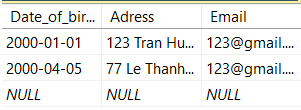 Date_of_bir... Adress Email
2000-01-01 123 Tran Hu... 123@gmail....
2000-04-05 77 Le Thanh... 123@gmail....
NULL NULL NULL